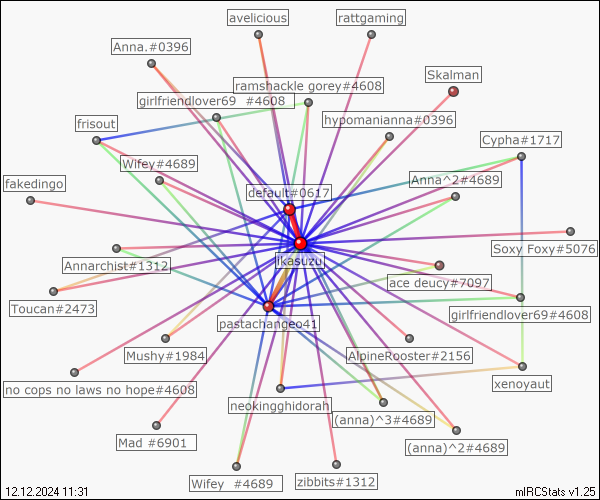 avelicious
rattgaming
Anna.#0396
Skalman
ramshackle gorey#4608
girlfriendlover69 #4608
frisout
hypomanianna#0396
Cypha#1717
Wifey#4689
Anna^2#4689
fakedingo
default#0617
Soxy Foxy#5076
Annarchist#1312
ikasuzu
ace deucy#7097
Toucan#2473
girlfriendlover69#4608
pastachangeo41
Mushy#1984
AlpineRooster#2156
no cops no laws no hope#4608
xenoyaut
neokingghidorah
(anna)^3#4689
Mad #6901
(anna)^2#4689
Wifey #4689
zibbits#1312
12.12.2024 11:31
mIRCStats v1.25